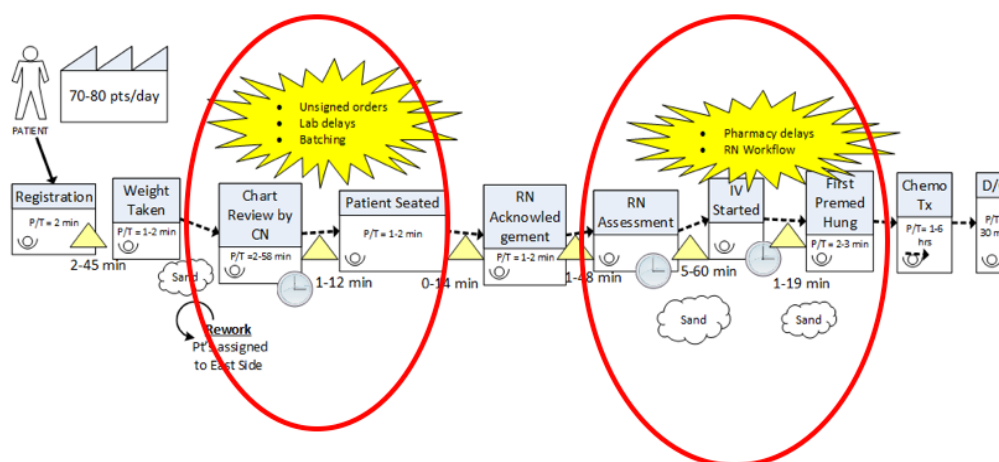 70-80 pts/day
PATIENT
Unsigned orders
Lab delays
Batching
Pharmacy delays
RN Workflow
Registration
P/T = 2 min
2-45 min
Weight
Taken
P/T = 1-2 min
Sand
Rework
Pt's assigned
to East Side
Chart
Review by
CN
P/T =2-58 min
1-12 min
Patient Seated
P/T = 1-2 min
0-14 min
RN
Acknowled
gement
P/T = 1-2 min
1-48 min
RN
Assessment
5-60 min
Sand
IV
Started
1-19 min
Sand
First
Premed
Hung
P/T = 2-3 min
Chemo
Tx
P/T= 1-6
hrs
D/
P/T
30 m